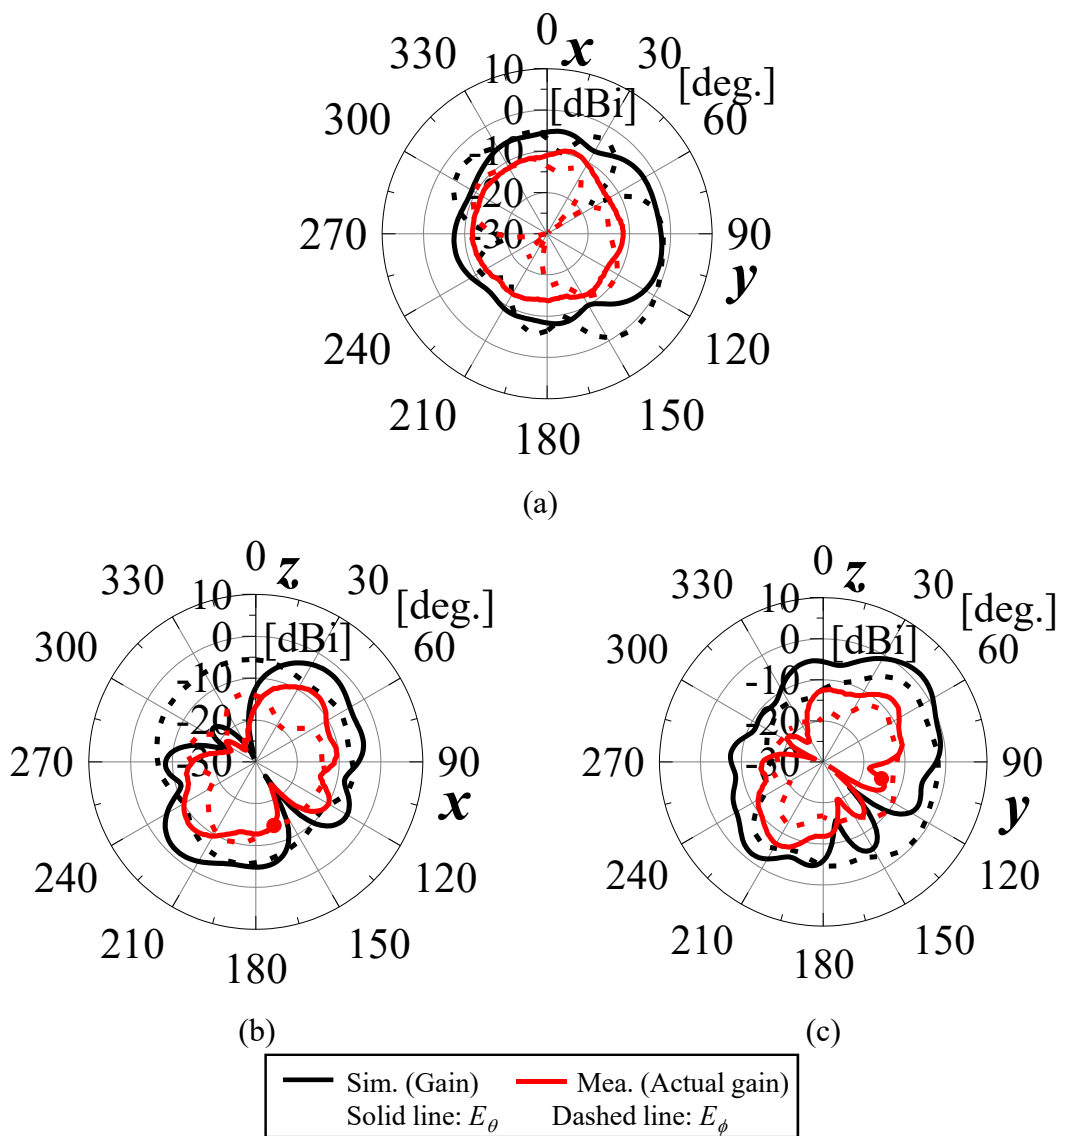 0 x
330 30
10 [deg.]
300 0 [dBi] 60
-10
-20
270 -30 90
y
240 120
210 150
180
(a)
0 z
330 30
10 [deg.]
300 0 [dBi] 60
-10
-20
270 -30 90
x
240 120
210 150
180
(b)
0 z
330 30
10 [deg.]
300 0 [dBi] 60
-10
-20
270 -30 90
y
240 120
210 150
180
(c)
Sim. (Gain) Mea. (Actual gain)
Solid line: E_θ Dashed line: E_ϕ